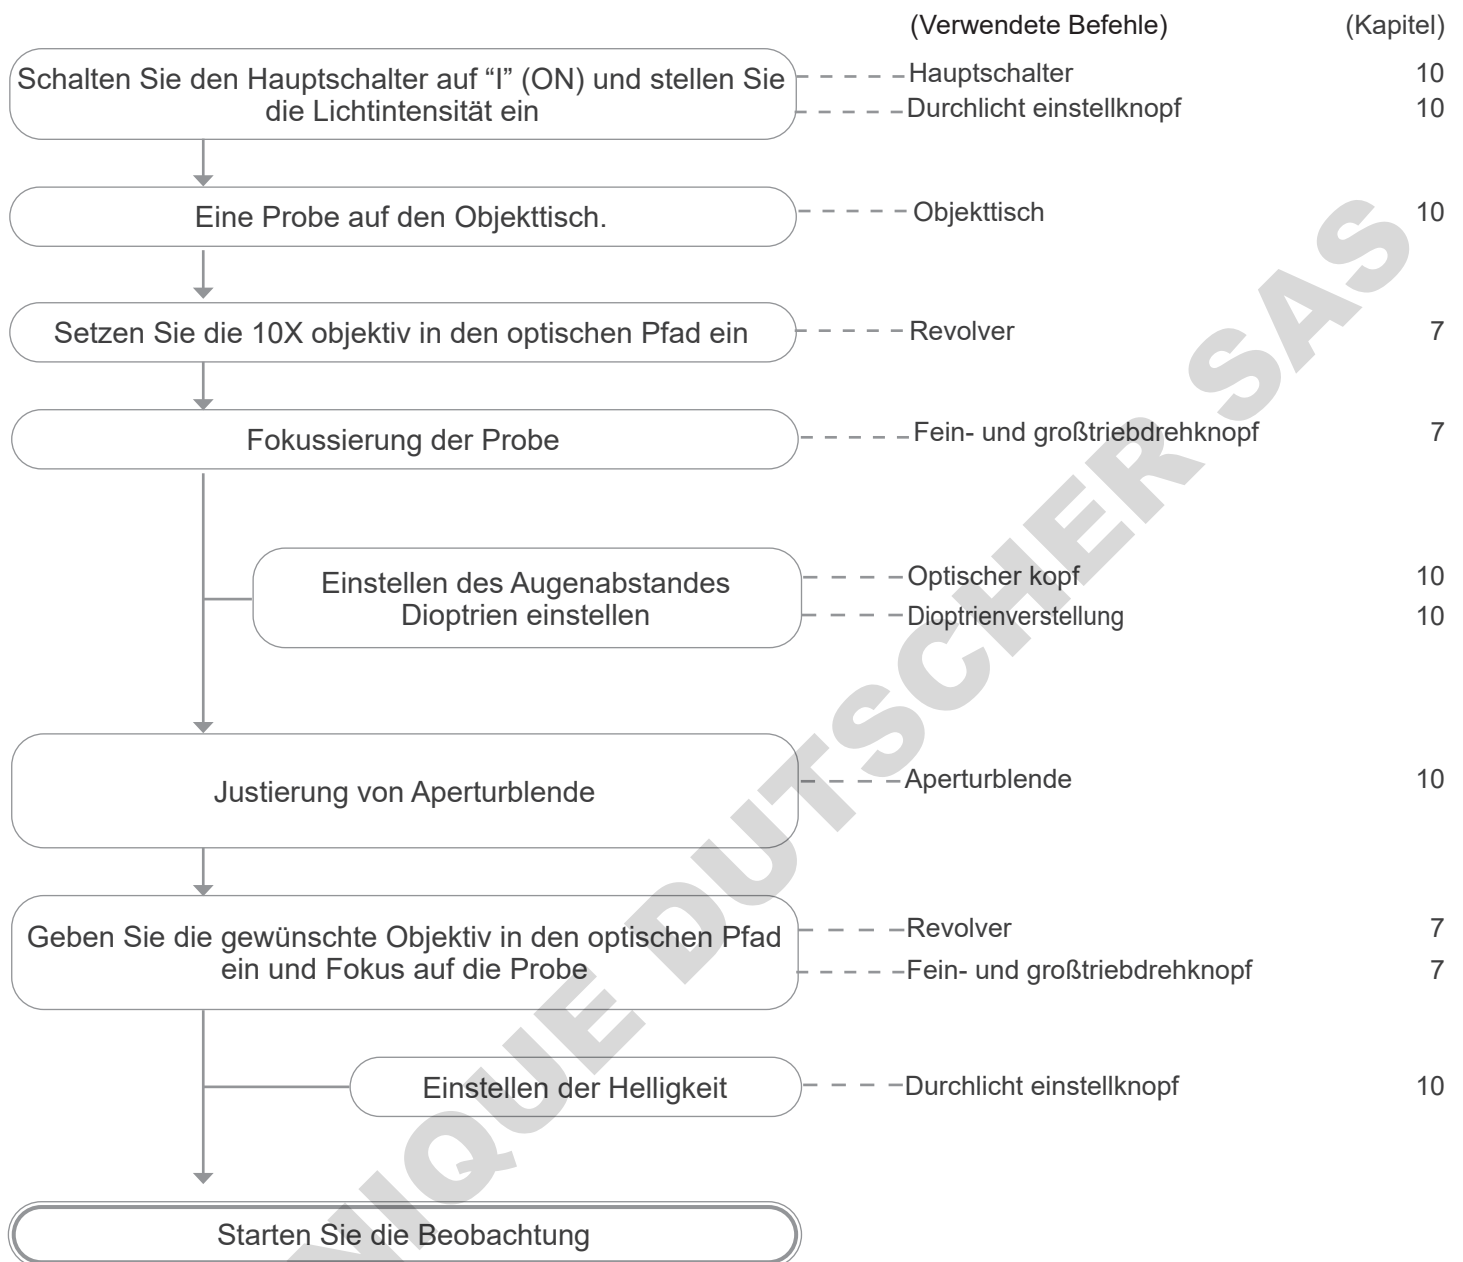 (Verwendete Befehle) (Kapitel)
Schalten Sie den Hauptschalter auf “I” (ON) und stellen Sie
die Lichtintensität ein
Hauptschalter 10
Durchlicht einstellknopf 10
Eine Probe auf den Objekttisch.
Objekttisch 10
Setzen Sie die 10X objektiv in den optischen Pfad ein
Revolver 7
Fokussierung der Probe
Fein- und großtriebdrehknopf 7
Einstellen des Augenabstandes
Dioptrien einstellen
Optischer kopf 10
Dioptrienverstellung 10
Justierung von Aperturblende
Aperturblende 10
Geben Sie die gewünschte Objektiv in den optischen Pfad
ein und Fokus auf die Probe
Revolver 7
Fein- und großtriebdrehknopf 7
Einstellen der Helligkeit
Durchlicht einstellknopf 10
Starten Sie die Beobachtung
NIQUE DUTSCHER SAS